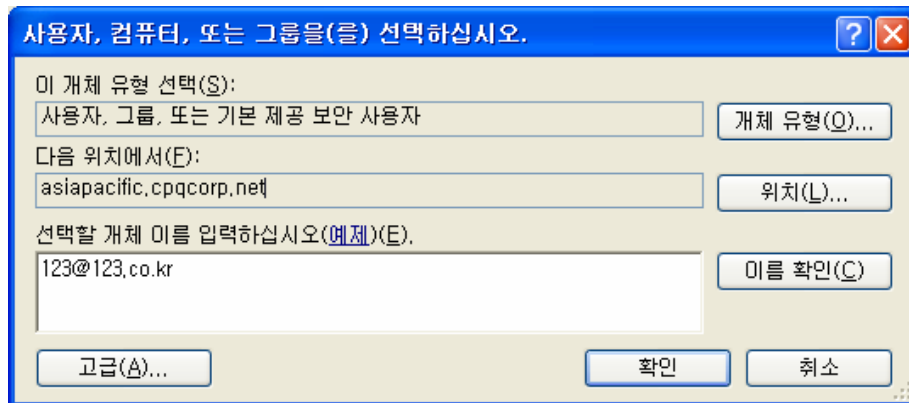 사용자, 컴퓨터, 또는 그룹을(를) 선택하십시오.
이 개체 유형 선택(S):
사용자, 그룹, 또는 기본 제공 보안 사용자
개체 유형(O)...
다음 위치에서(F):
asiapacific.cpqcorp.net
위치(L)...
선택할 개체 이름 입력하십시오(예제)(E).
123@123.co.kr
이름 확인(C)
고급(A)...
확인
취소